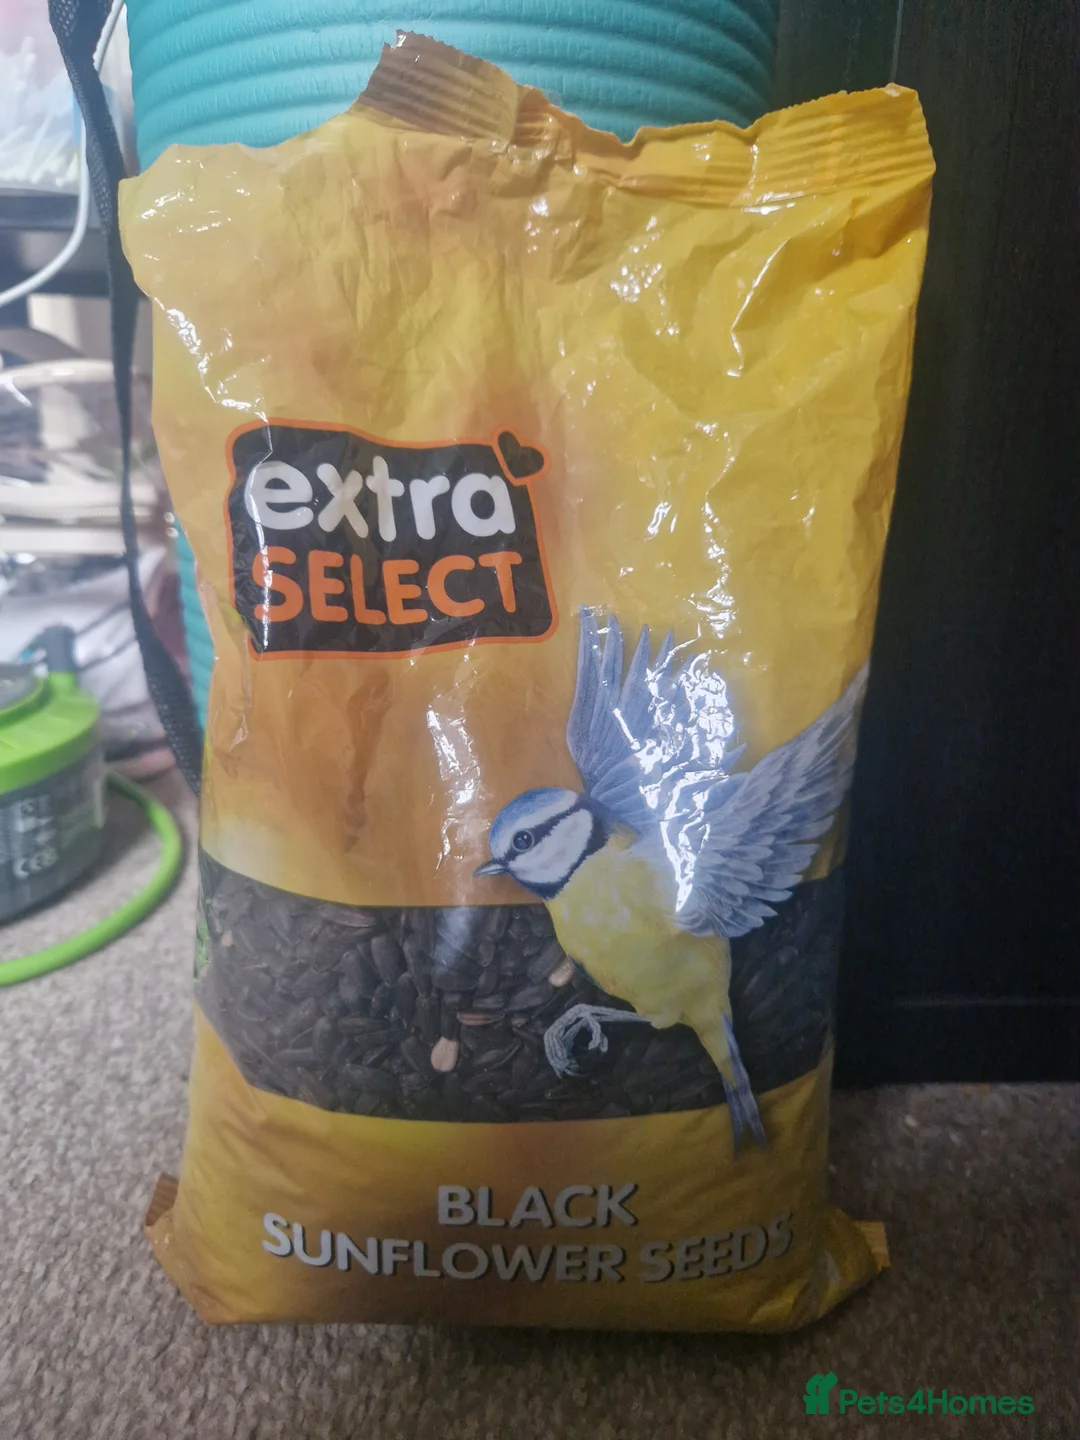 extra
SELECT
BLACK
SUNFLOWER SEEDS
Pets4Homes